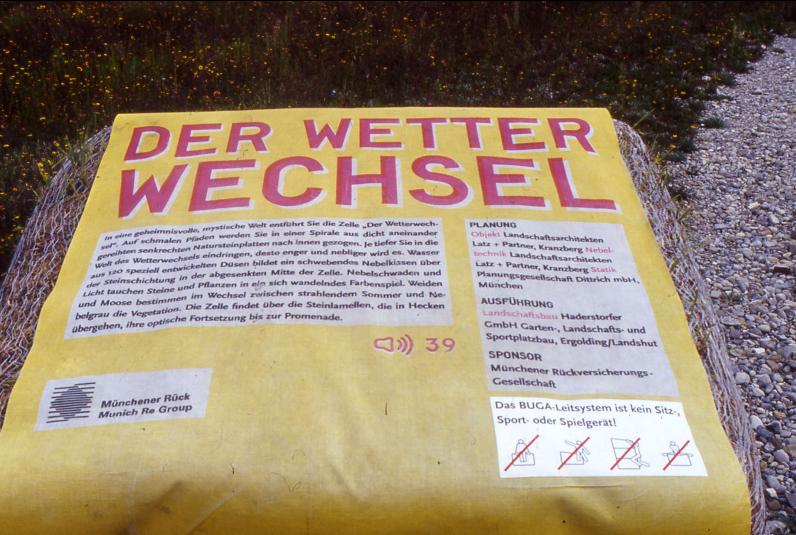 DER WETTER
WECHSEL
In eine geheimnisvolle, mystische Welt entführt Sie die Zelle „Der Wetterwech-
sel". Auf schmalen Pfaden werden Sie in einer Spirale aus dicht aneinander
gereihten senkrechten Natursteinplatten nach innen gezogen. Je tiefer Sie in die
Welt des Wetterwechsels eindringen, desto enger und nebliger wird es. Wasser
aus 120 speziell entwickelten Düsen bildet ein schwebendes Nebelkissen über
der Steinschichtung in der abgesenkten Mitte der Zelle. Nebelschwaden und
Licht tauchen Steine und Pflanzen in ein sich wandelndes Farbenspiel. Weiden
und Moose bestimmen im Wechsel zwischen strahlendem Sommer und Ne-
belgrau die Vegetation. Die Zelle findet über die Steinlamellen, die in Hecken
übergehen, ihre optische Fortsetzung bis zur Promenade.
39
Münchener Rück
Munich Re Group
PLANUNG
Objekt Landschaftsarchitekten
Latz + Partner, Kranzberg Nebel-
technik Landschaftsarchitekten
Latz + Partner, Kranzberg Statik
Planungsgesellschaft Dittrich mbH,
München
AUSFÜHRUNG
Landschaftsbau Haderstorfer
GmbH Garten-, Landschafts- und
Sportplatzbau, Ergolding/Landshut
SPONSOR
Münchener Rückversicherungs-
Gesellschaft
Das BUGA-Leitsystem ist kein Sitz-,
Sport- oder Spielgerät!